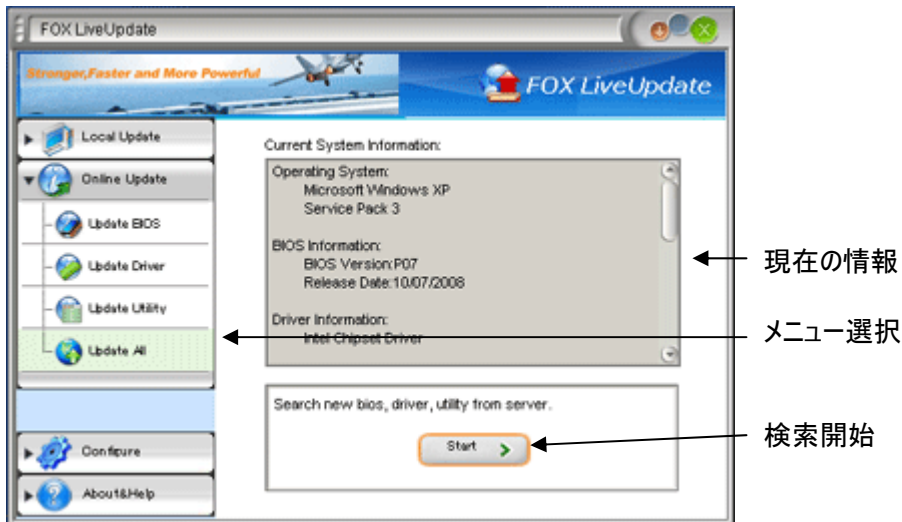 FOX LiveUpdate
Stronger,Faster and More Powerful
FOX LiveUpdate
Local Update
Online Update
Update BIOS
Update Driver
Update Utility
Update All
Configure
About&Help
Current System Information:
Operating System:
Microsoft Windows XP
Service Pack 3
BIOS Information:
BIOS Version:P07
Release Date:10/07/2008
Driver Information:
Intel Chipset Driver
Search new bios, driver, utility from server.
Start
現在の情報
メニュー選択
検索開始